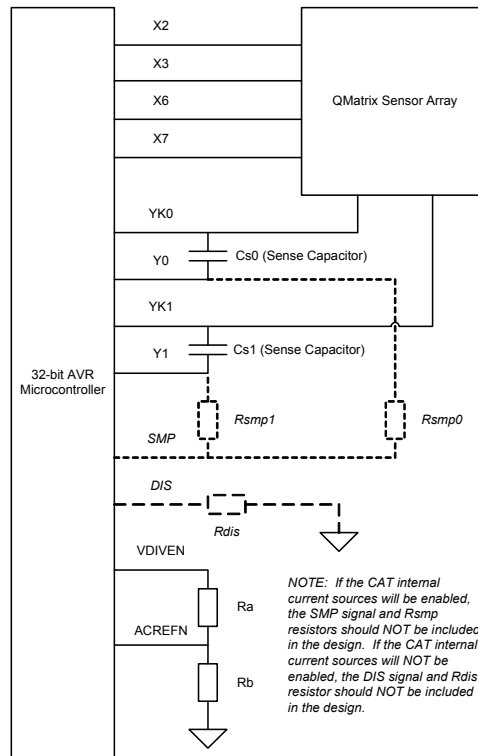 X2
X3
QMatrix Sensor Array
X6
X7
YK0
Cs0 (Sense Capacitor)
Y0
YK1
Cs1 (Sense Capacitor)
Y1
32-bit AVR
Microcontroller
Rsmp1
Rsmp0
SMP
DIS
Rdis
VDIVEN
NOTE: If the CAT internal
current sources will be enabled,
the SMP signal and Rsmp
resistors should NOT be included
in the design. If the CAT internal
current sources will NOT be
enabled, the DIS signal and Rdis
resistor should NOT be included
in the design.
Ra
ACREFN
Rb